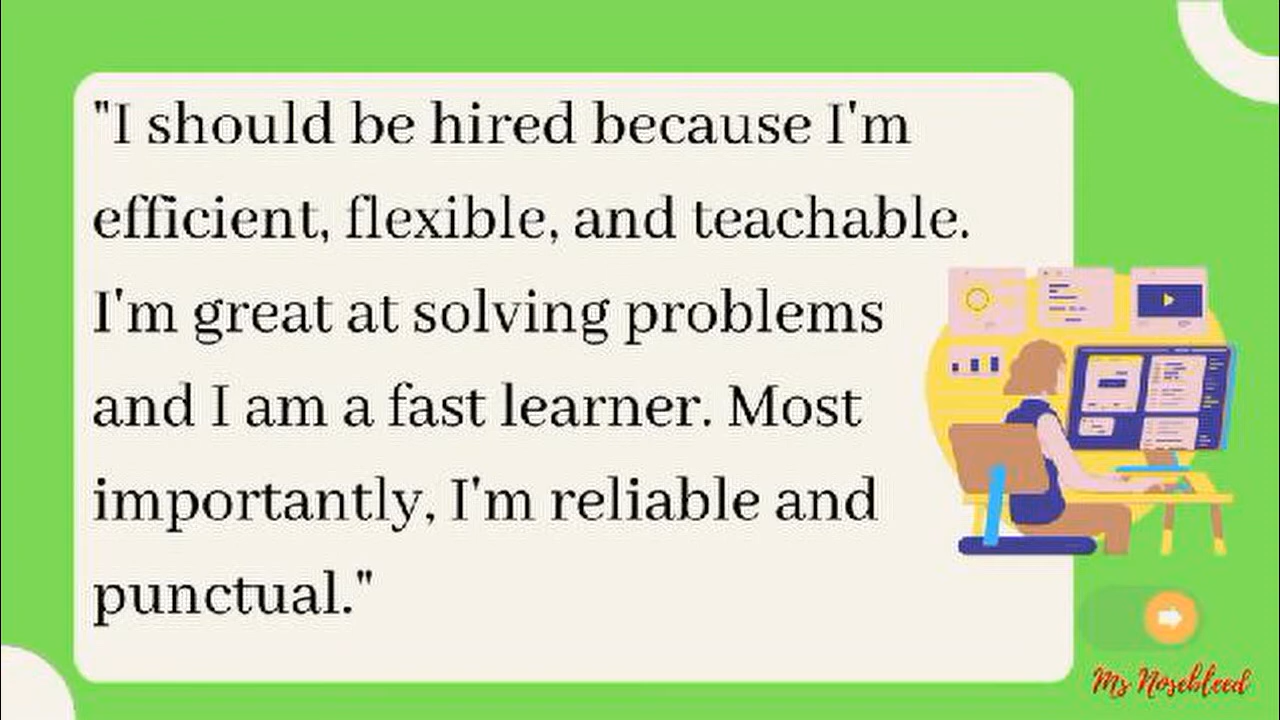 "I should be hired because I'm
efficient, flexible, and teachable.
I'm great at solving problems
and I am a fast learner. Most
importantly, I'm reliable and
punctual."
Ms Nosebleed